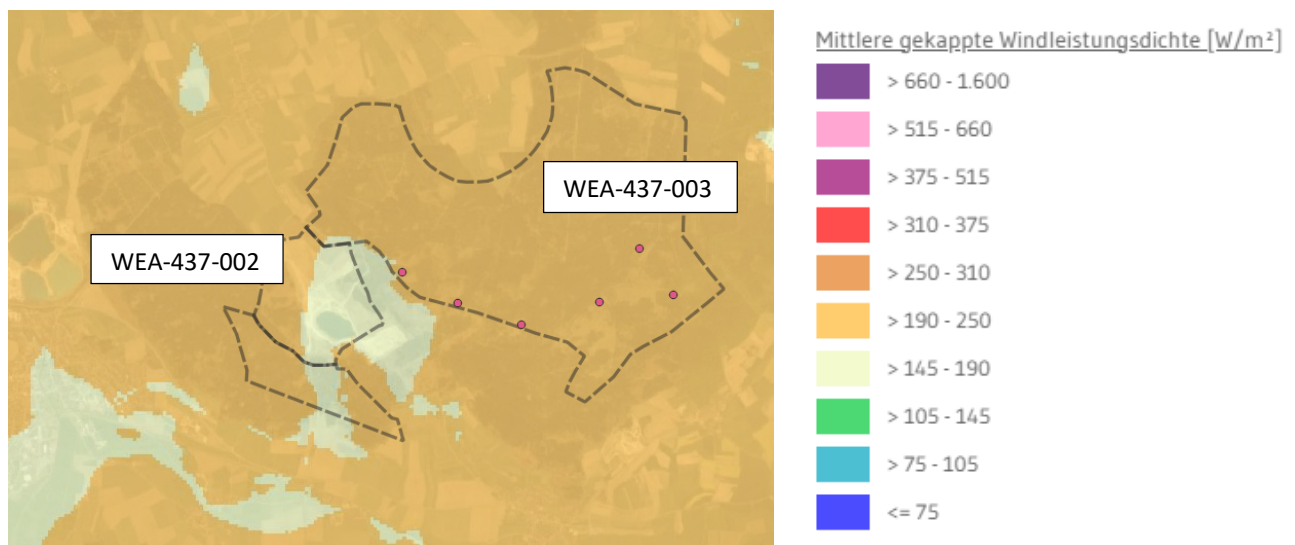 WEA-437-003
WEA-437-002
Mittlere gekappte Windleistungsdichte [W/m²]
> 660 - 1.600
> 515 - 660
> 375 - 515
> 310 - 375
> 250 - 310
> 190 - 250
> 145 - 190
> 105 - 145
> 75 - 105
<= 75